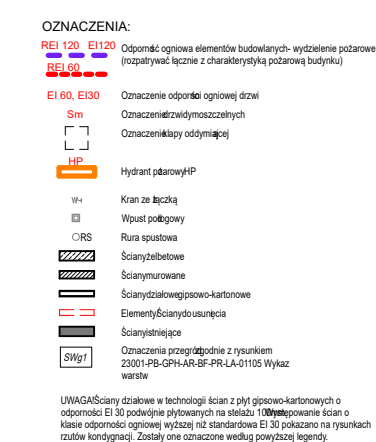 OZNACZENIA:
REI 120 EI120
Odporność ogniowa elementów budowlanych- wydzielenie pożarowe
(rozpatrywać łącznie z charakterystyką pożarową budynku)
REI 60
EI 60, EI30 Oznaczenie odporności ogniowej drzwi
Sm Oznaczenie drzwi dymoszczelnych
Oznaczenie klapy oddymiającej
HP
Hydrant pożarowy HP
Kran ze złączką
Wpust podłogowy
RS Rura spustowa
Ściany żelbetowe
Ściany murowane
Ściany działowe gipsowo-kartonowe
Elementy/Ściany do usunięcia
Ściany istniejące
SWg1 Oznaczenia przegród zgodnie z rysunkiem
23001-PB-GPH-AR-BF-PR-LA-01105 Wykaz
warstw
UWAGA! Ściany działowe w technologii ścian z płyt gipsowo-kartonowych o
odporności EI 30 podwójnie płytowanych na stelażu 100mm. Występowanie ścian o
klasie odporności ogniowej wyższej niż standardowa EI 30 pokazano na rysunkach
rzutów kondygnacji. Zostały one oznaczone według powyższej legendy.